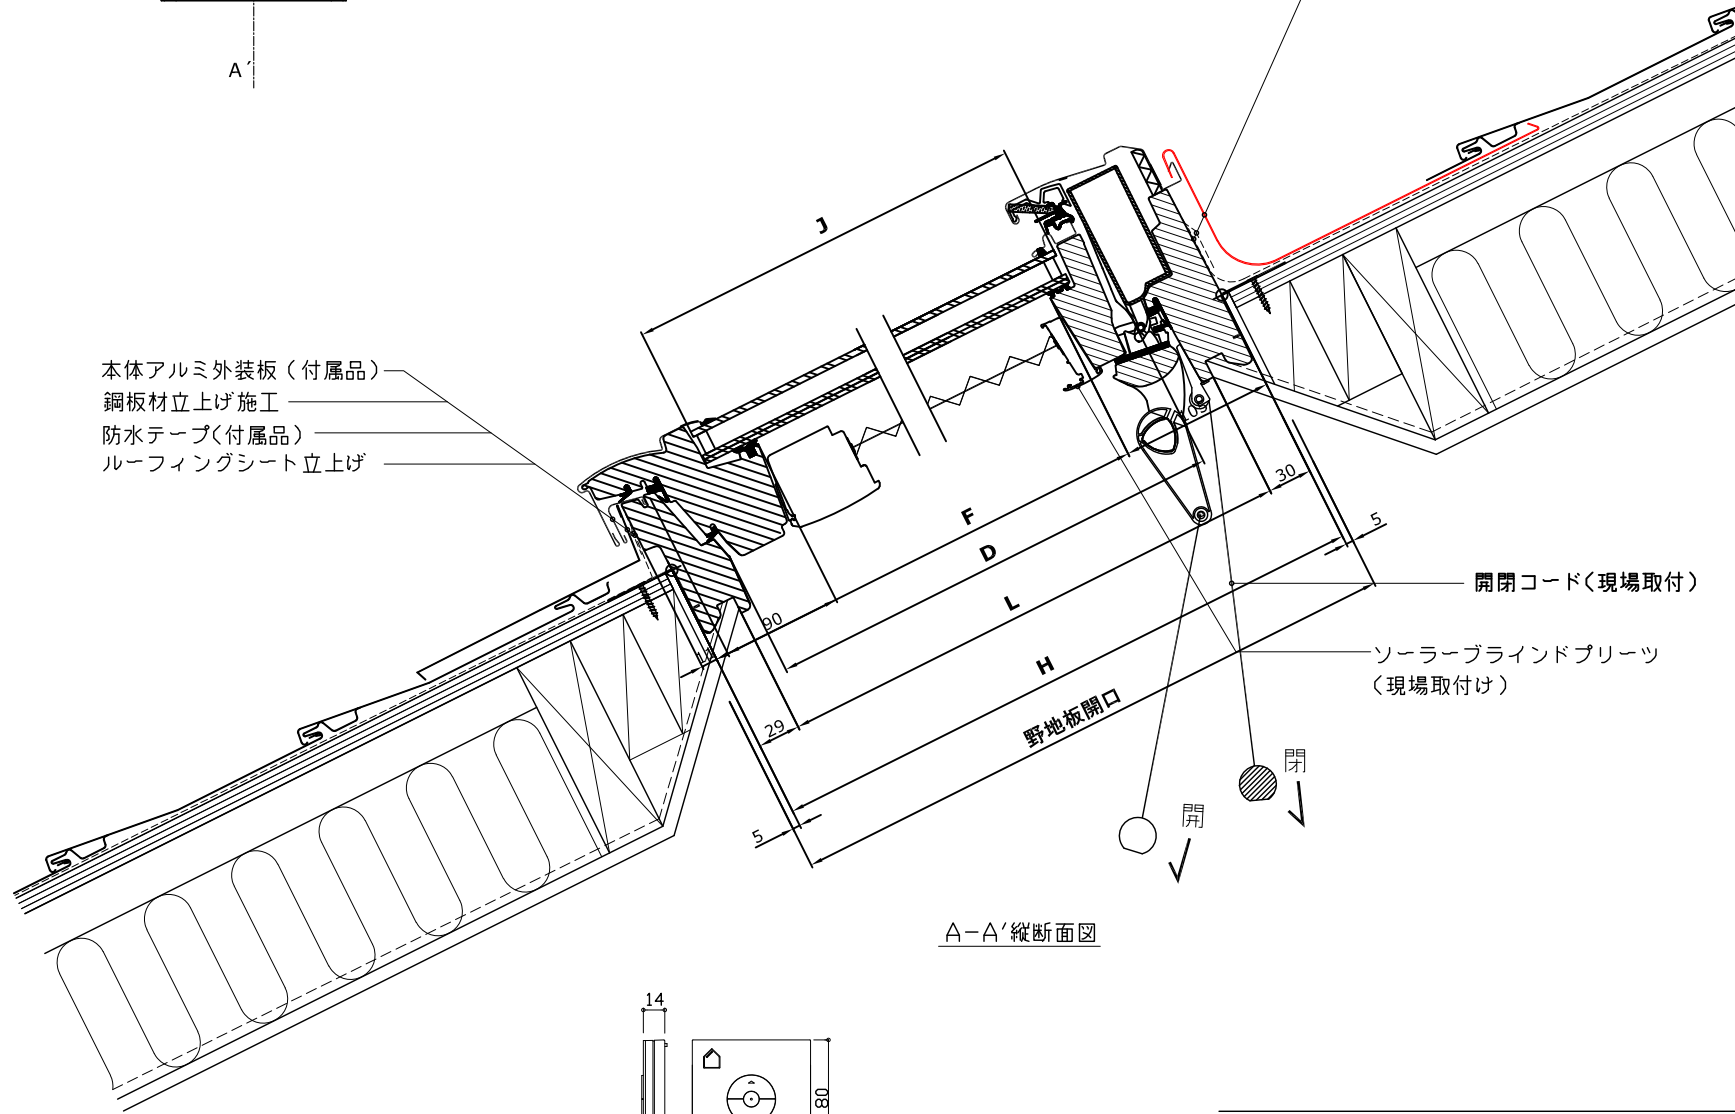 A´
J
本体アルミ外装板（付属品）
鋼板材立上げ施工
防水テープ(付属品)
ルーフィングシート立上げ
F
D
L
H
野地板開口
30
5
90
29
5
開閉コード(現場取付)
ソーラーブラインドプリーツ
(現場取付け)
閉
開
A-A´縦断面図
14
80